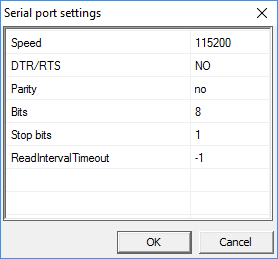 Serial port settings
Speed 115200
DTR/RTS NO
Parity no
Bits 8
Stop bits 1
ReadIntervalTimeout -1
OK Cancel